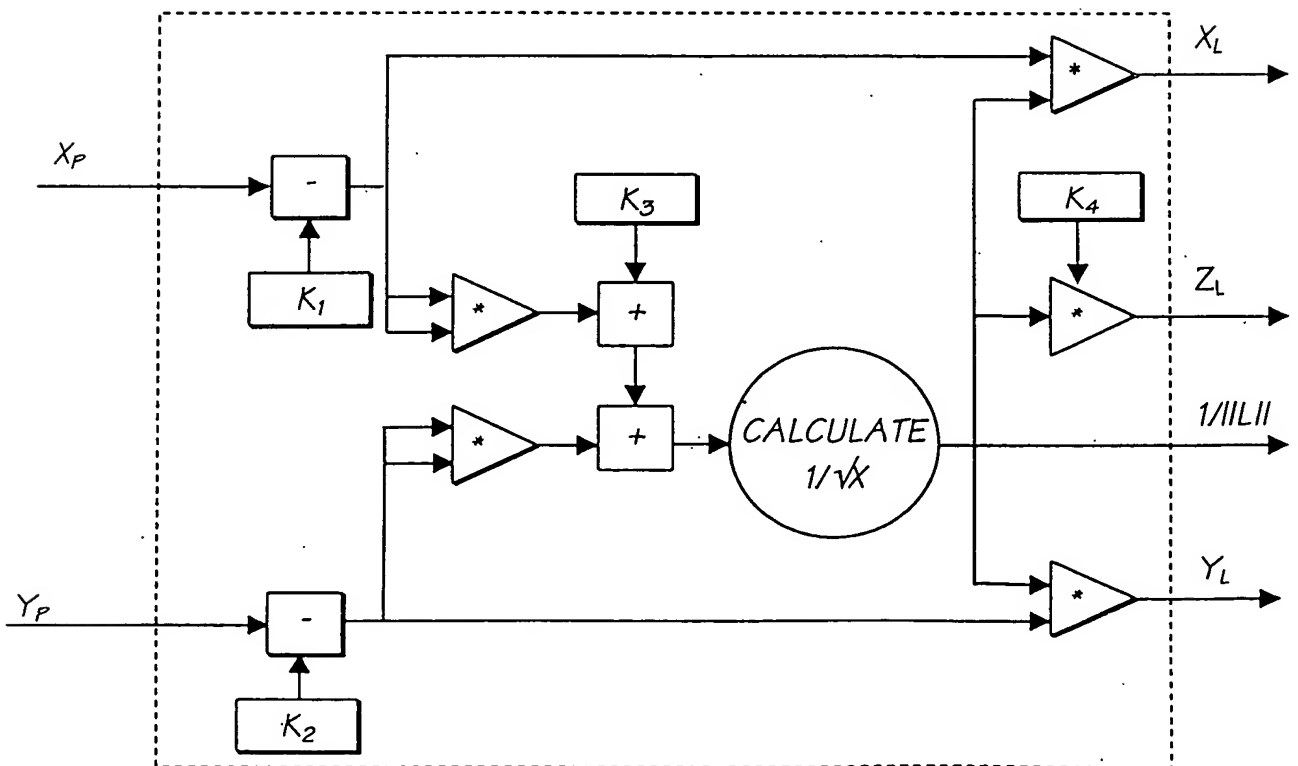 X_L
*
X_P
-
K_3
K_4
K_1
*
+
*
Z_L
*
+
CALCULATE
1/√X
1/||L||
Y_P
-
*
Y_L
K_2